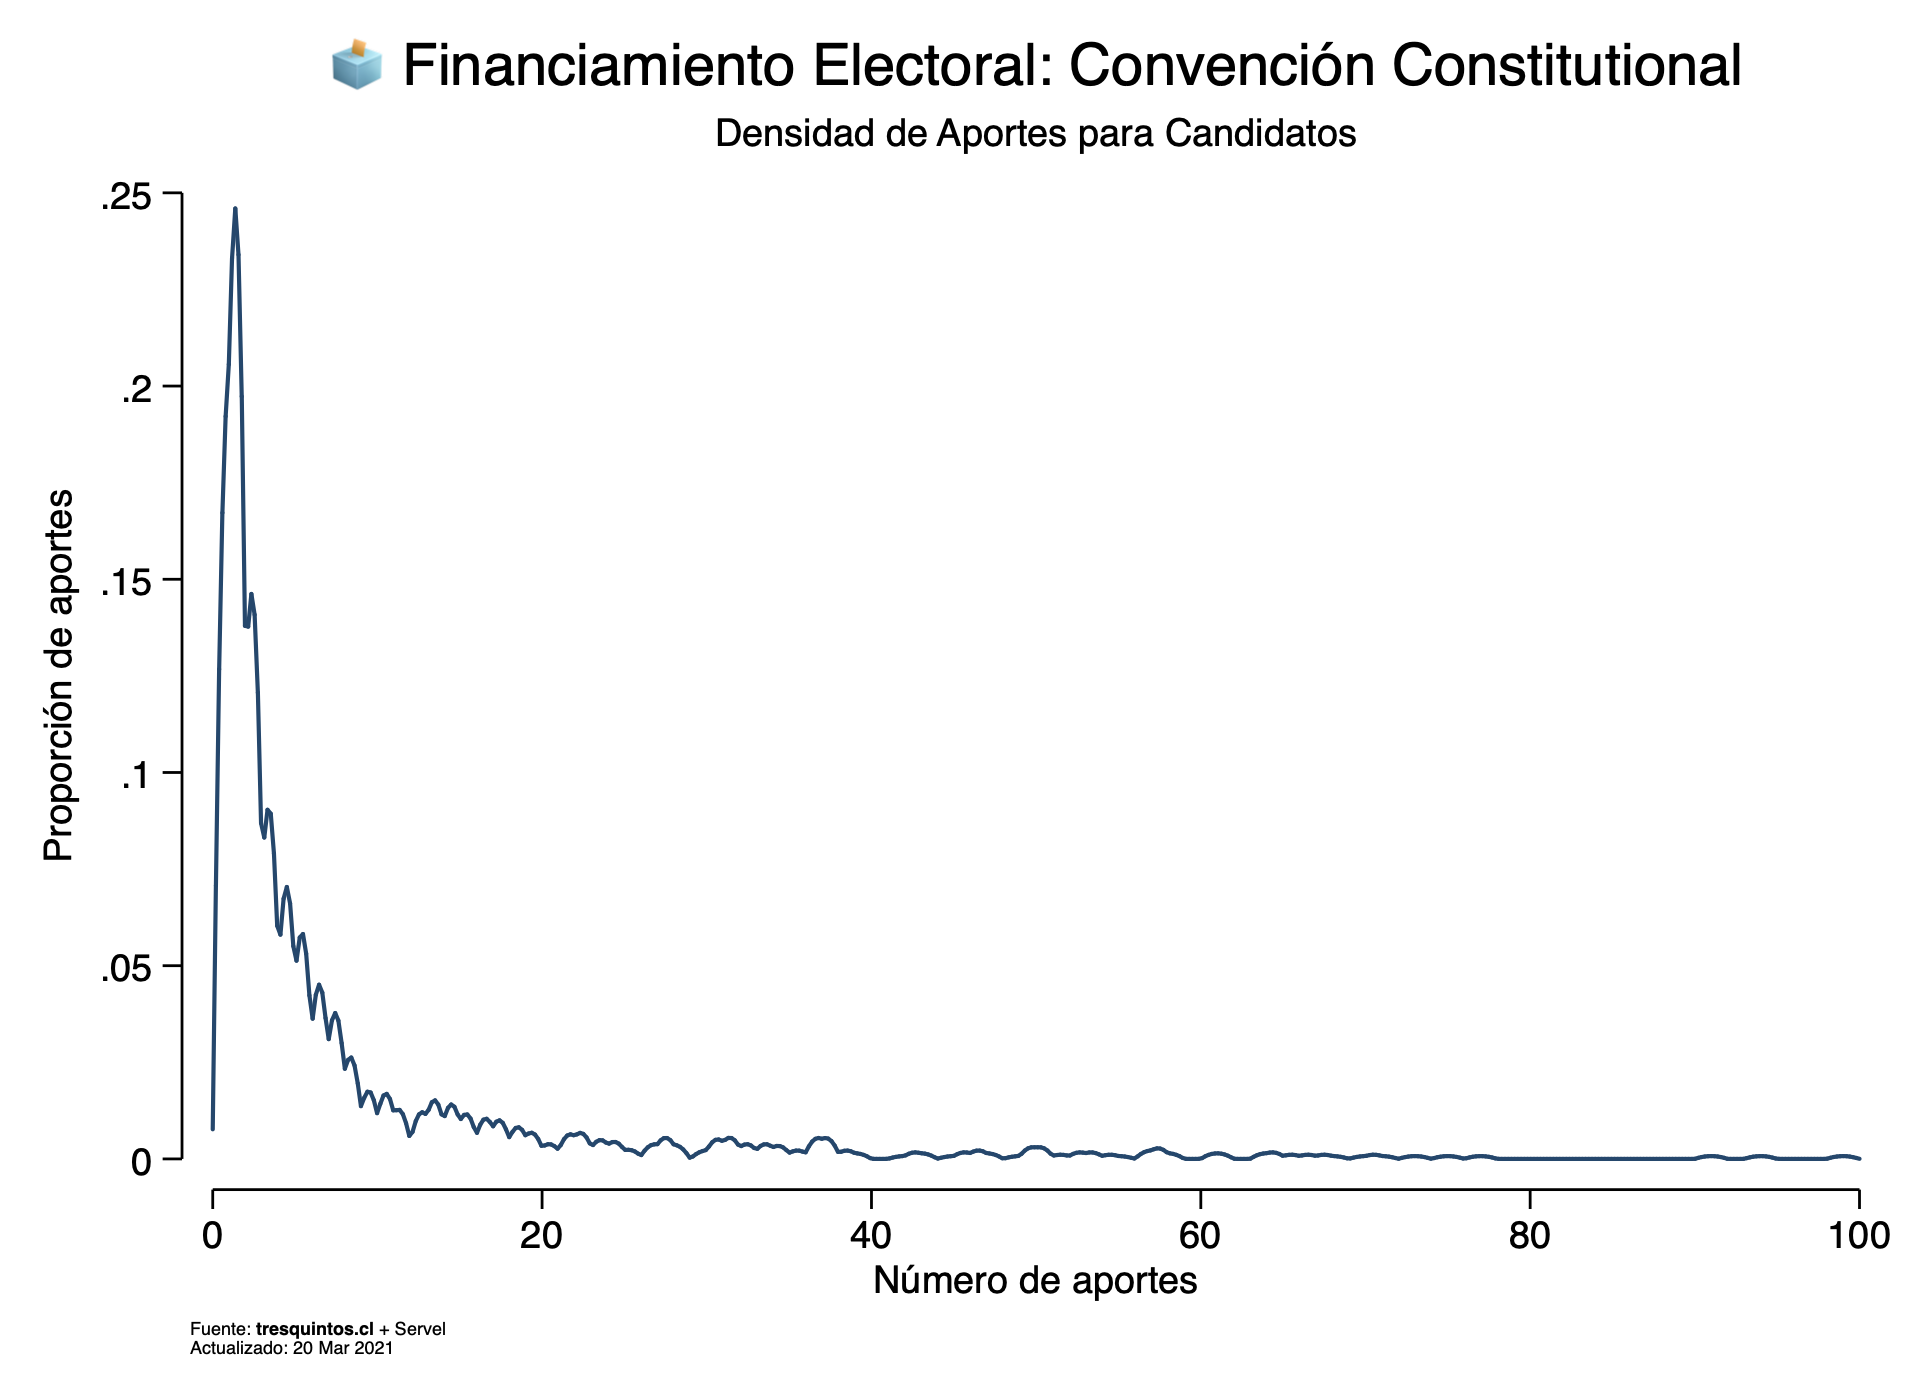 Financiamiento Electoral: Convención Constitutional
Densidad de Aportes para Candidatos
Proporción de aportes
.25
.2
.15
.1
.05
0
0 20 40 60 80 100
Número de aportes
Fuente: tresquintos.cl + Servel
Actualizado: 20 Mar 2021